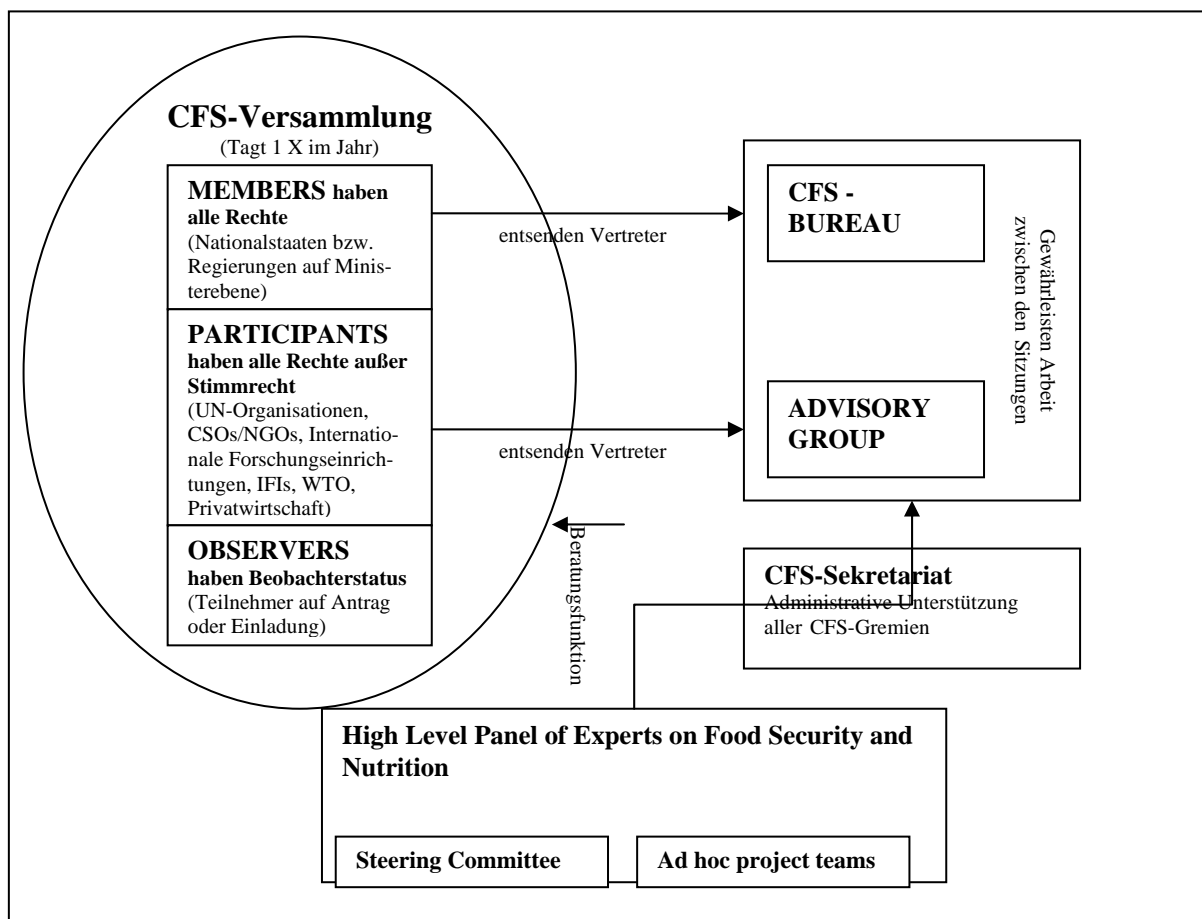 CFS-Versammlung
(Tagt 1 X im Jahr)
MEMBERS haben
alle Rechte
(Nationalstaaten bzw.
Regierungen auf Minis-
terebene)
PARTICIPANTS
haben alle Rechte außer
Stimmrecht
(UN-Organisationen,
CSOs/NGOs, Internatio-
nale Forschungseinrich-
tungen, IFIs, WTO,
Privatwirtschaft)
OBSERVERS
haben Beobachterstatus
(Teilnehmer auf Antrag
oder Einladung)
entsenden Vertreter
entsenden Vertreter
Beratungsfunktion
CFS -
BUREAU
ADVISORY
GROUP
Gewährleisten Arbeit
zwischen den Sitzungen
CFS-Sekretariat
Administrative Unterstützung
aller CFS-Gremien
High Level Panel of Experts on Food Security and
Nutrition
Steering Committee
Ad hoc project teams